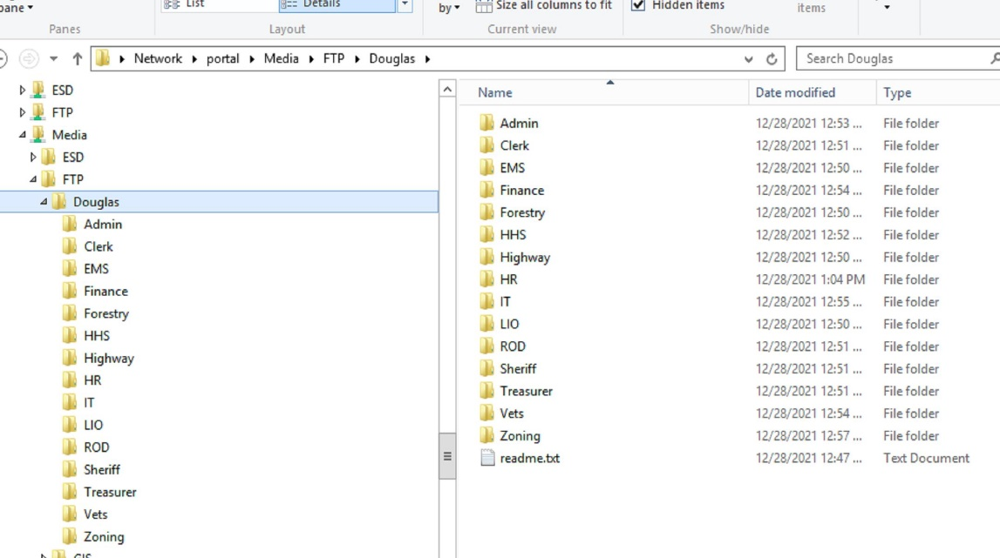 pane
List
Details
by
Size all columns to fit
Hidden items
items
Panes
Layout
Current view
Show/hide
Network portal Media FTP Douglas
Search Douglas
ESD
FTP
Media
ESD
FTP
Douglas
Admin
Clerk
EMS
Finance
Forestry
HHS
Highway
HR
IT
LIO
ROD
Sheriff
Treasurer
Vets
Zoning
GIS
Name Date modified Type
Admin 12/28/2021 12:53 ... File folder
Clerk 12/28/2021 12:51 ... File folder
EMS 12/28/2021 12:50 ... File folder
Finance 12/28/2021 12:54 ... File folder
Forestry 12/28/2021 12:50 ... File folder
HHS 12/28/2021 12:52 ... File folder
Highway 12/28/2021 12:50 ... File folder
HR 12/28/2021 1:04 PM File folder
IT 12/28/2021 12:55 ... File folder
LIO 12/28/2021 12:50 ... File folder
ROD 12/28/2021 12:51 ... File folder
Sheriff 12/28/2021 12:51 ... File folder
Treasurer 12/28/2021 12:51 ... File folder
Vets 12/28/2021 12:54 ... File folder
Zoning 12/28/2021 12:57 ... File folder
readme.txt 12/28/2021 12:47 ... Text Document